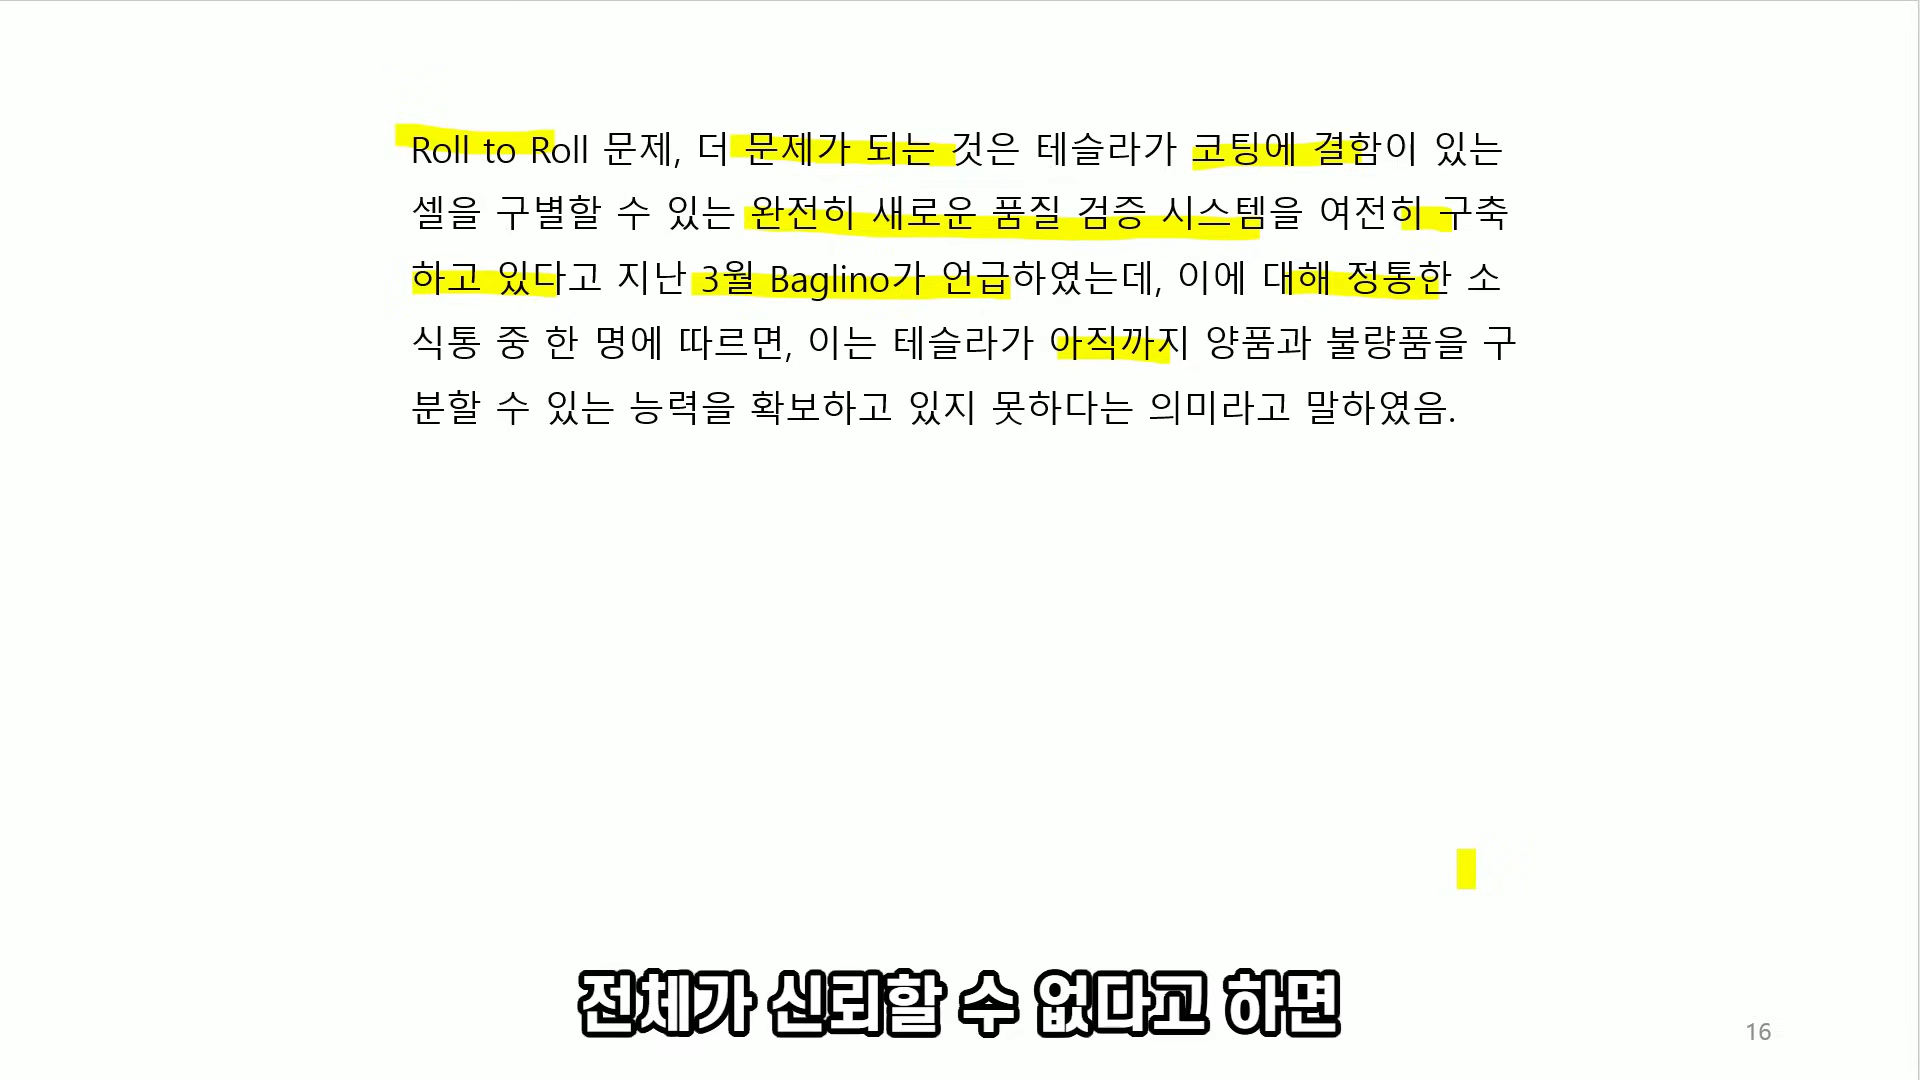 Roll to Roll 문제, 더 문제가 되는 것은 테슬라가 코팅에 결함이 있는
셀을 구별할 수 있는 완전히 새로운 품질 검증 시스템을 여전히 구축
하고 있다고 지난 3월 Baglino가 언급하였는데, 이에 대해 정통한 소
식통 중 한 명에 따르면, 이는 테슬라가 아직까지 양품과 불량품을 구
분할 수 있는 능력을 확보하고 있지 못하다는 의미라고 말하였음.
전체가 신뢰할 수 없다고 하면
16